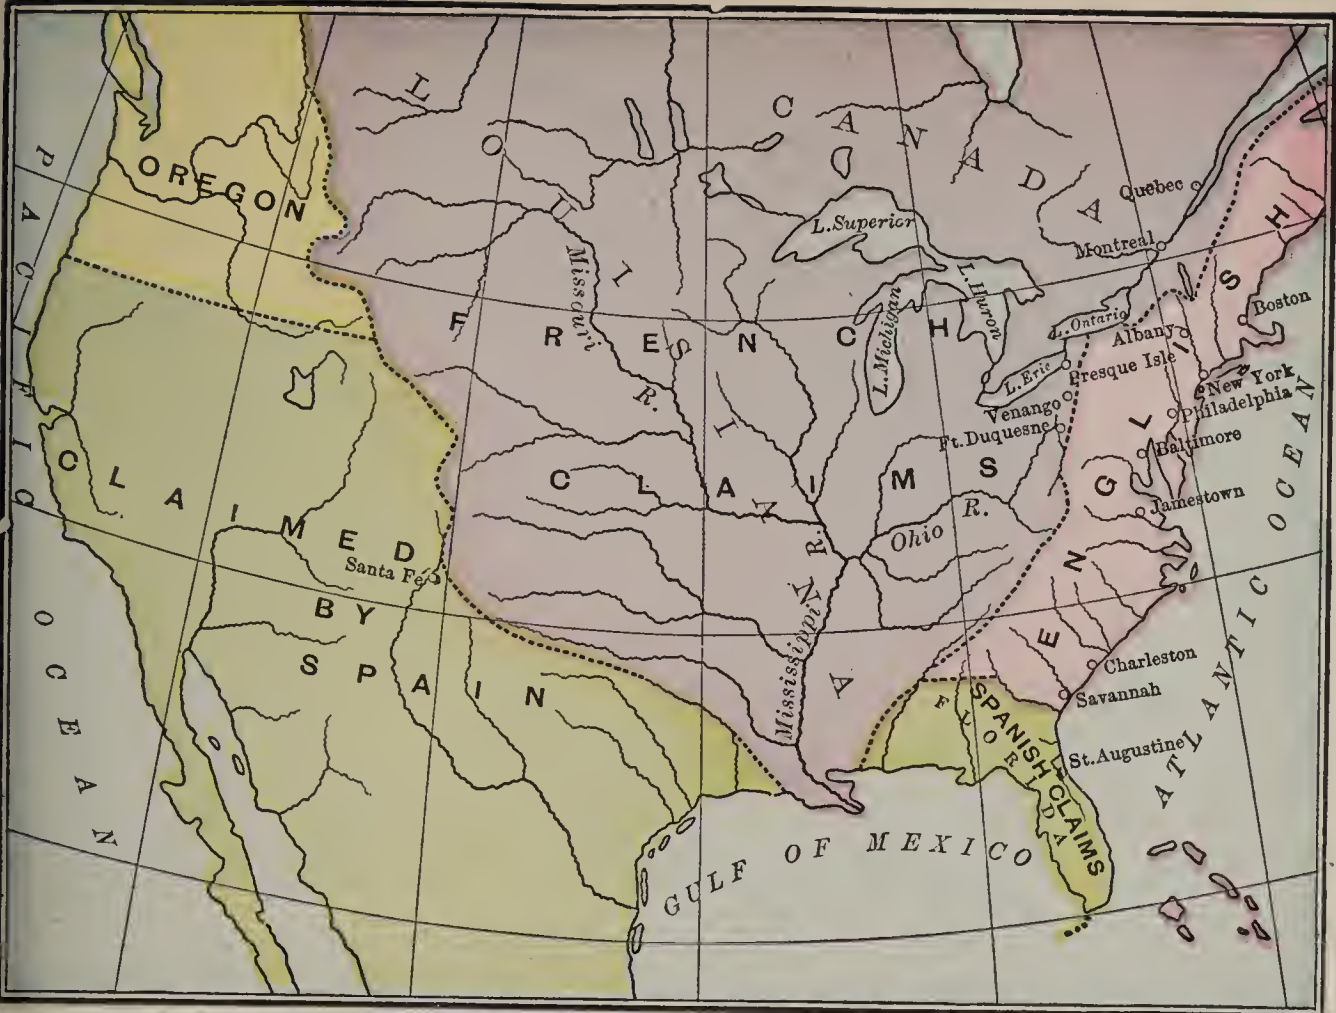 PACIFIC OCEAN
OREGON
LOUISIANA
CANADA
Quebec
Montreal
L. Superior
L. Huron
L. Michigan
L. Ontario
L. Erie
Missouri R.
FRENCH CLAIMS
ENGLISH
Boston
Albany
Presque Isle
New York
Venango
Philadelphia
Ft. Duquesne
Baltimore
Jamestown
Ohio R.
CLAIMED BY SPAIN
Santa Fe
Mississippi R.
Charleston
Savannah
St. Augustine
FLORIDA
SPANISH CLAIMS
GULF OF MEXICO
ATLANTIC OCEAN